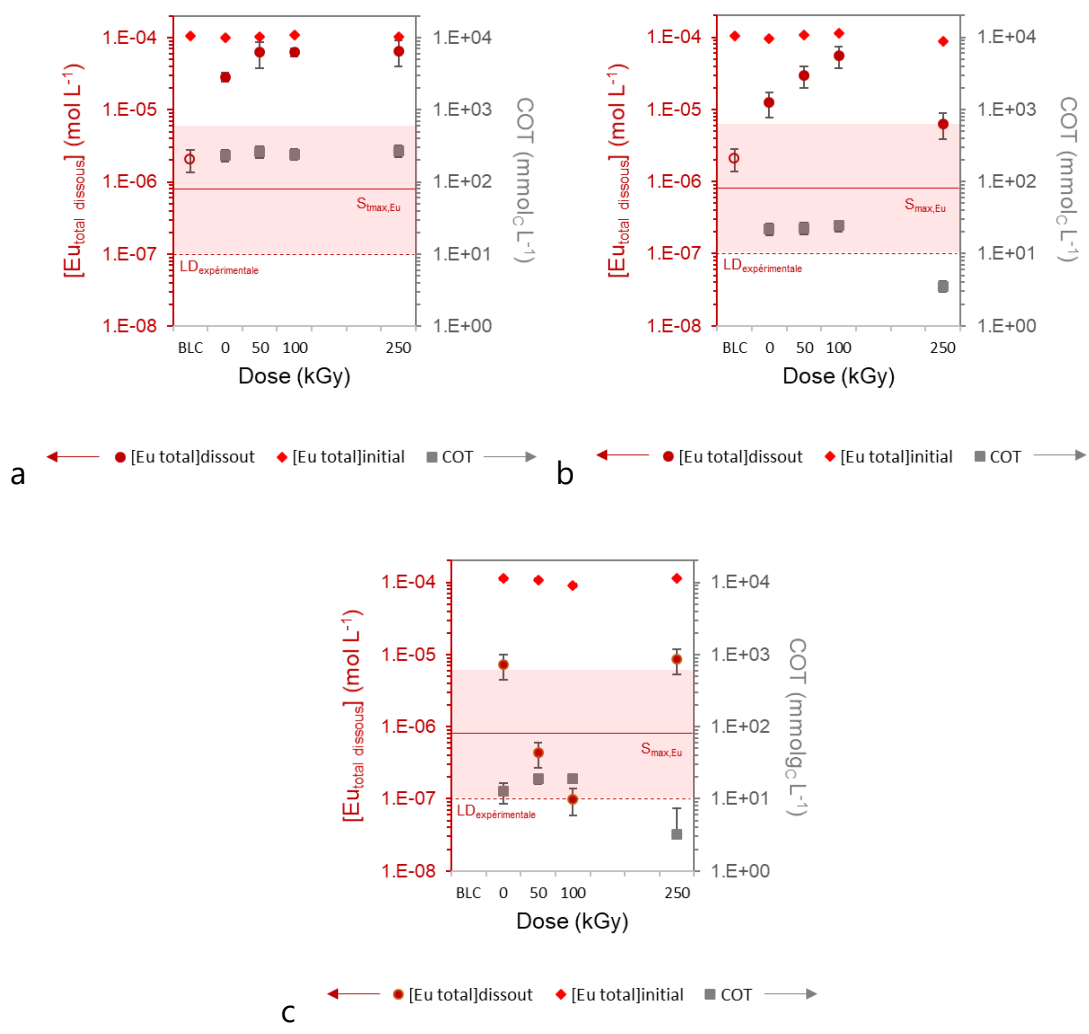 1.E-04
1.E-05
1.E-06
1.E-07
1.E-08
[Eu total dissous] (mol L-1)
1.E+04
1.E+03
1.E+02
1.E+01
1.E+00
COT (mmolC L-1)
Stmax,Eu
LDexpérimentale
BLC 0 50 100 250
Dose (kGy)
[Eu total]dissout [Eu total]initial COT
a
1.E-04
1.E-05
1.E-06
1.E-07
1.E-08
[Eu total dissous] (mol L-1)
1.E+04
1.E+03
1.E+02
1.E+01
1.E+00
COT (mmolC L-1)
Smax,Eu
LDexpérimentale
BLC 0 50 100 250
Dose (kGy)
[Eu total]dissout [Eu total]initial COT
b
1.E-04
1.E-05
1.E-06
1.E-07
1.E-08
[Eu total dissous] (mol L-1)
1.E+04
1.E+03
1.E+02
1.E+01
1.E+00
COT (mmolgC L-1)
Smax,Eu
LDexpérimentale
BLC 0 50 100 250
Dose (kGy)
[Eu total]dissout [Eu total]initial COT
c